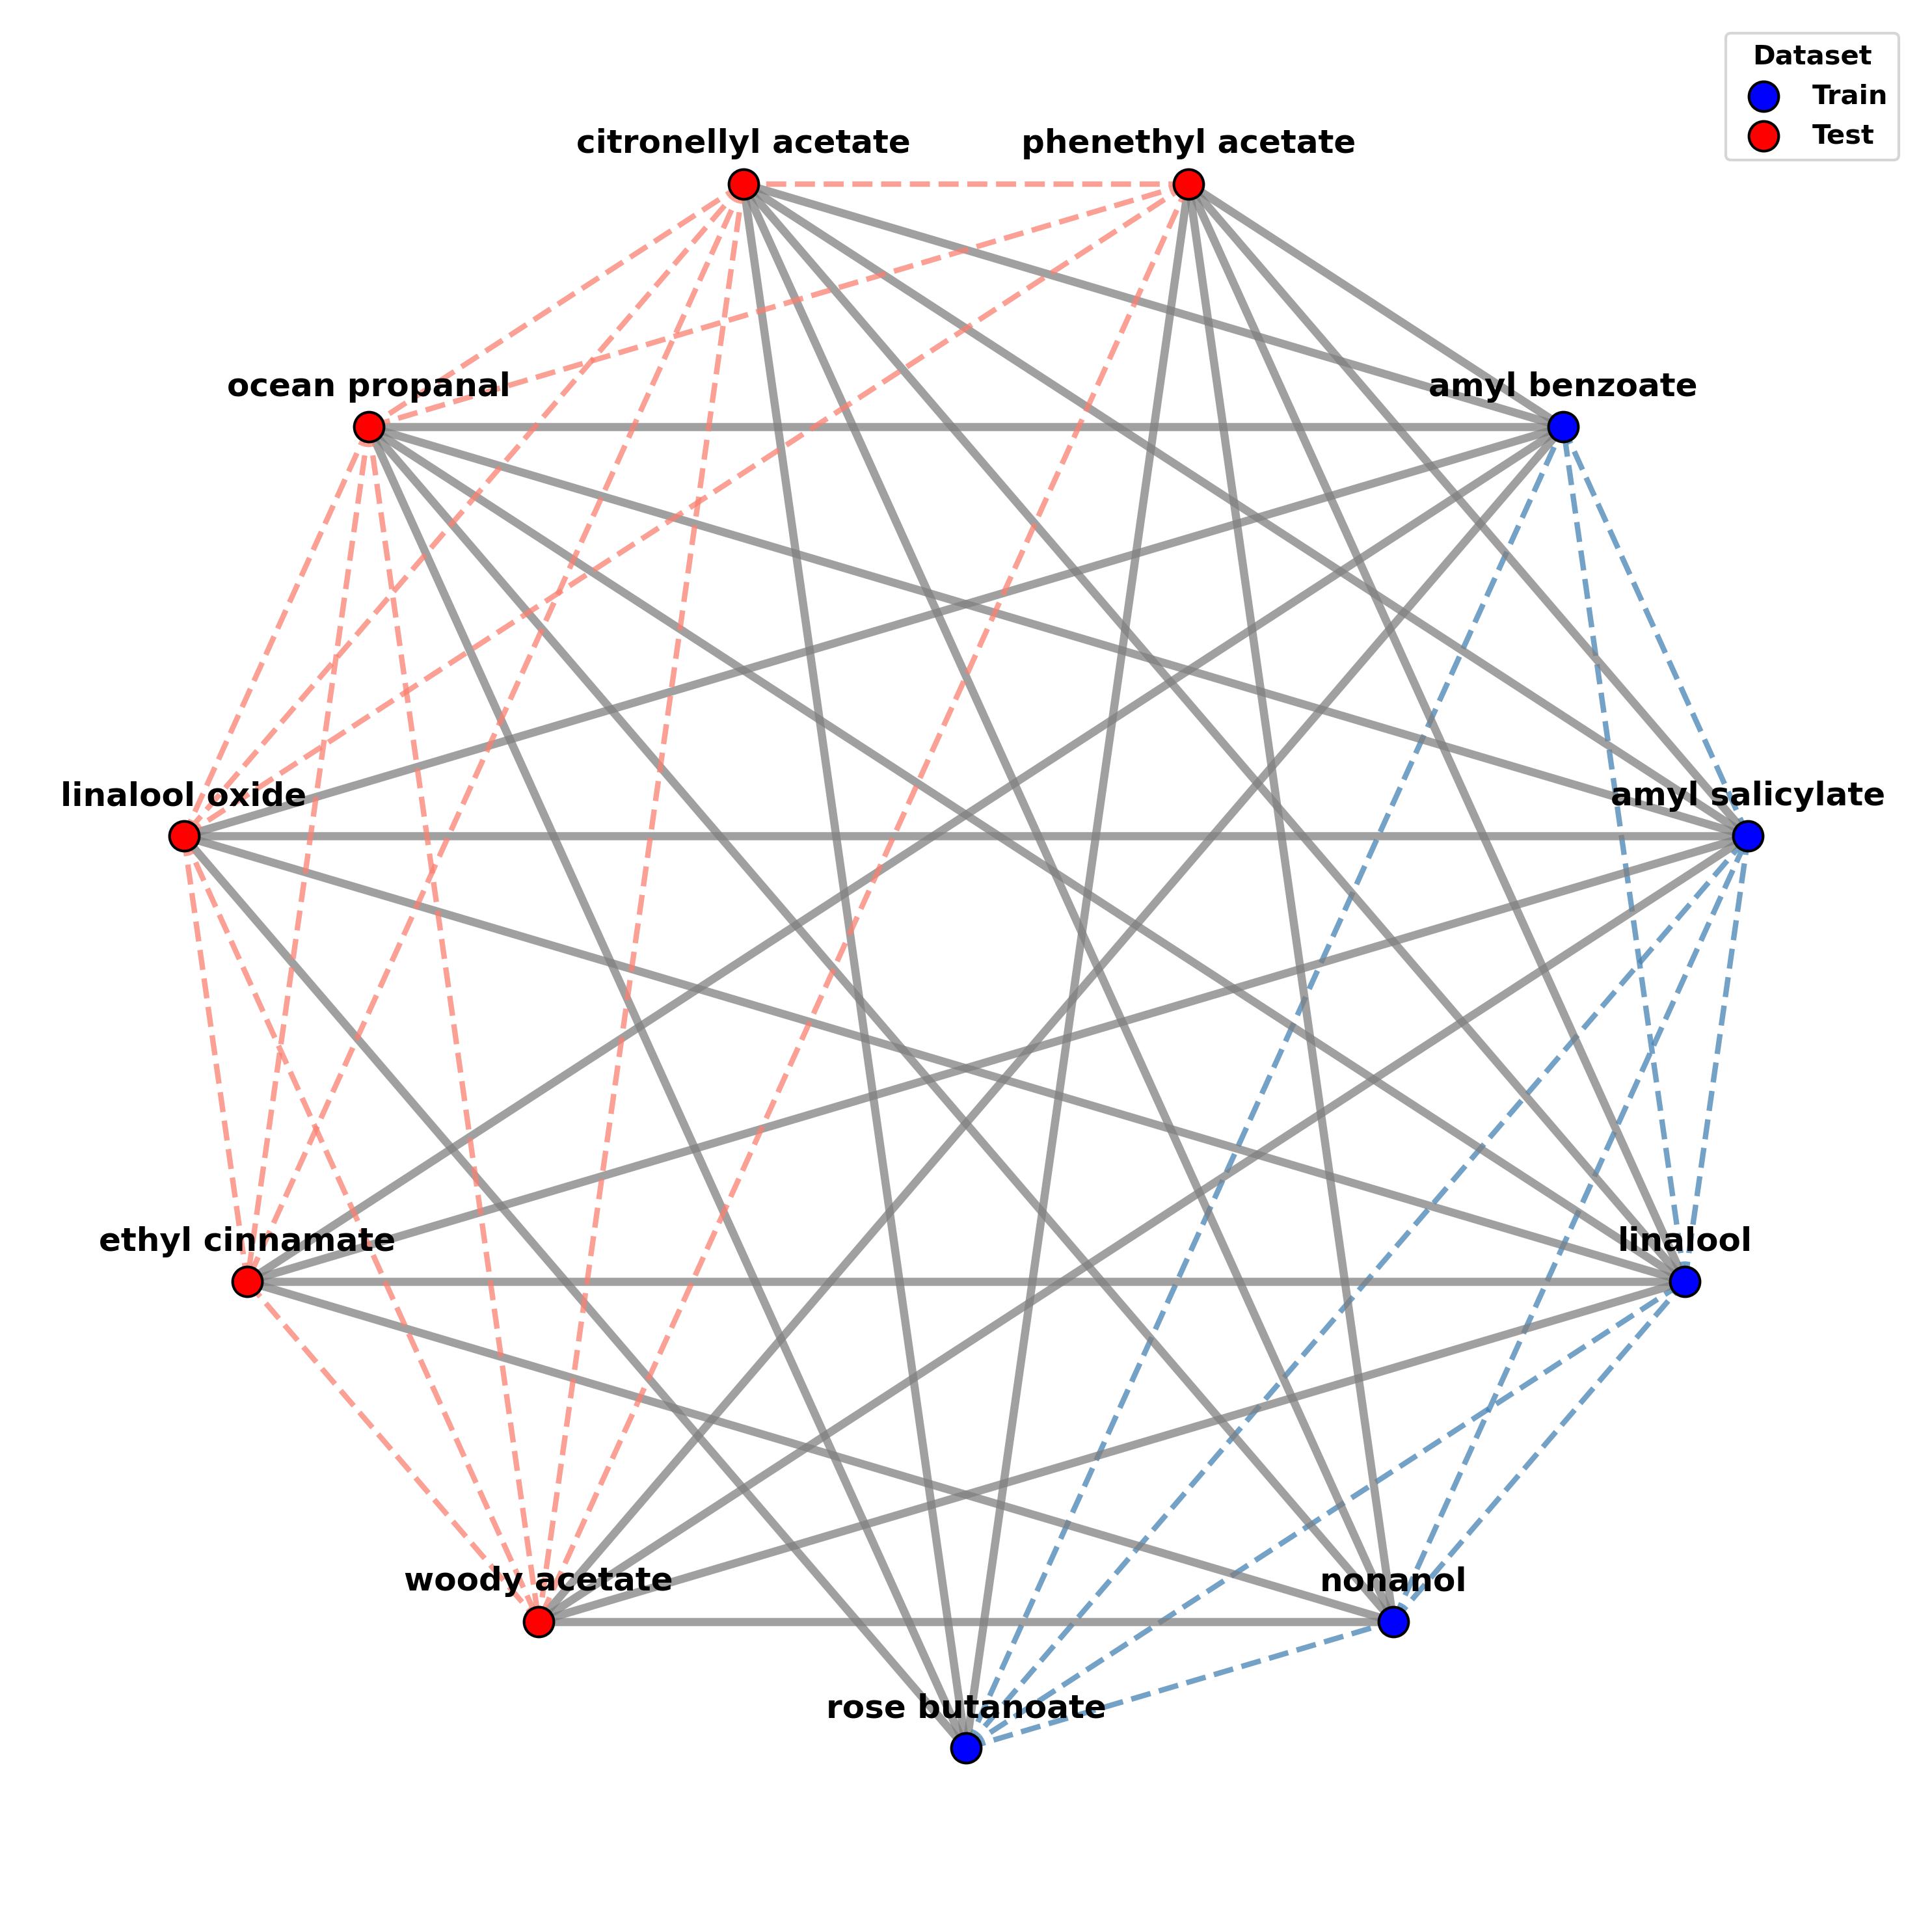 Dataset
Train
Test
citronellyl acetate
phenethyl acetate
ocean propanal
amyl benzoate
linalool oxide
amyl salicylate
ethyl cinnamate
linalool
woody acetate
nonanol
rose butanoate